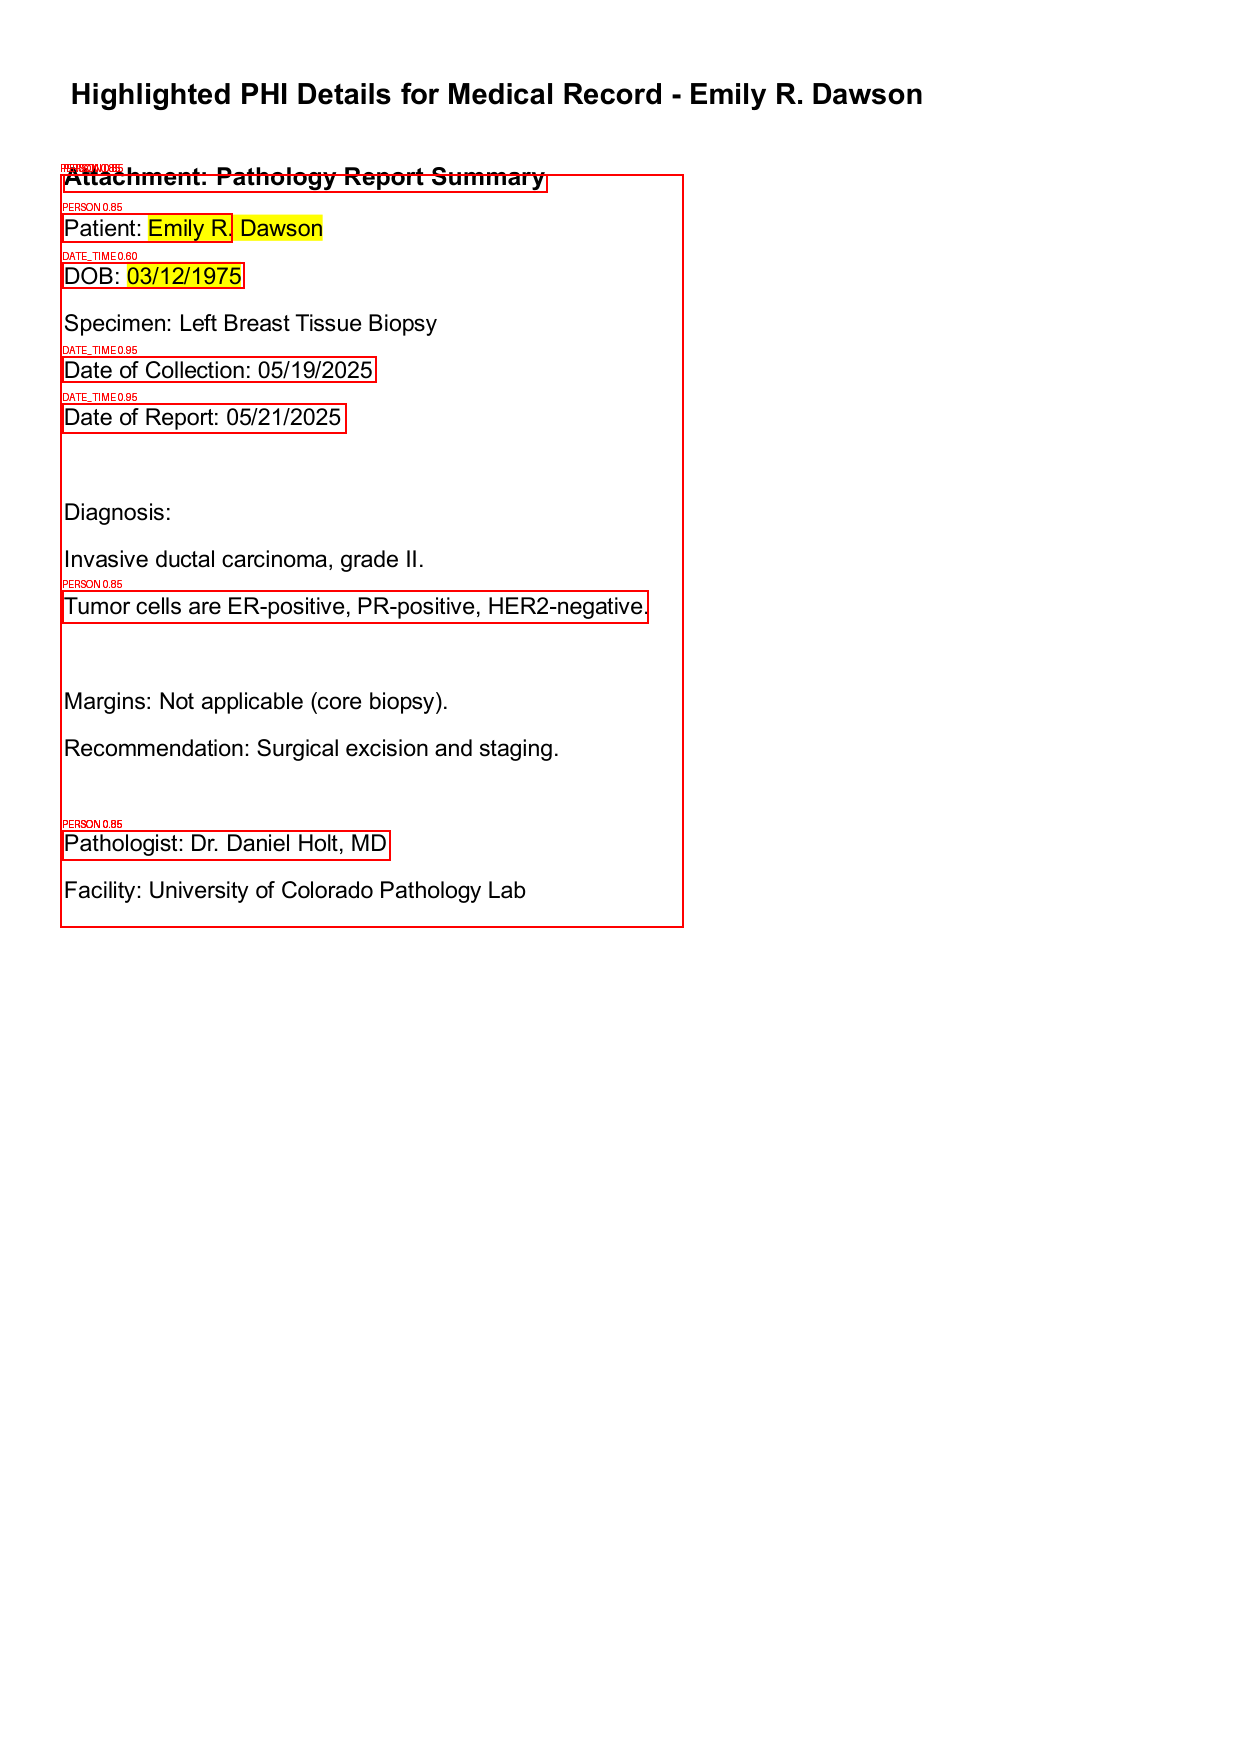 Highlighted PHI Details for Medical Record - Emily R. Dawson
Attachment: Pathology Report Summary
PERSON 0.85
Patient: Emily R. Dawson
DATE_TIME 0.60
DOB: 03/12/1975
Specimen: Left Breast Tissue Biopsy
DATE_TIME 0.95
Date of Collection: 05/19/2025
DATE_TIME 0.95
Date of Report: 05/21/2025
Diagnosis:
Invasive ductal carcinoma, grade II.
PERSON 0.85
Tumor cells are ER-positive, PR-positive, HER2-negative.
Margins: Not applicable (core biopsy).
Recommendation: Surgical excision and staging.
PERSON 0.85
Pathologist: Dr. Daniel Holt, MD
Facility: University of Colorado Pathology Lab